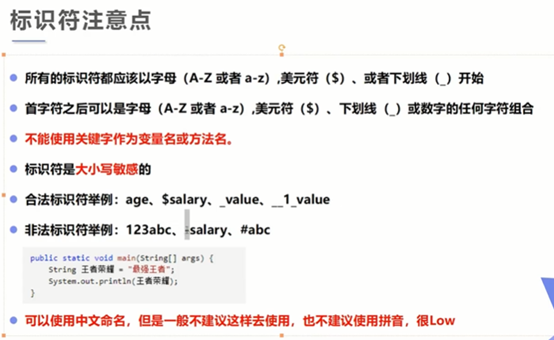 标识符注意点
所有的标识符都应该以字母（A-Z 或者 a-z）,美元符（$）、或者下划线（_）开始
首字符之后可以是字母（A-Z 或者 a-z）,美元符（$）、下划线（_）或数字的任何字符组合
不能使用关键字作为变量名或方法名。
标识符是大小写敏感的
合法标识符举例：age、$salary、_value、__1_value
非法标识符举例：123abc、-salary、#abc
public static void main(String[] args) {
String 王者荣耀 = "最强王者";
System.out.println(王者荣耀);
}
可以使用中文命名，但是一般不建议这样去使用，也不建议使用拼音，很Low